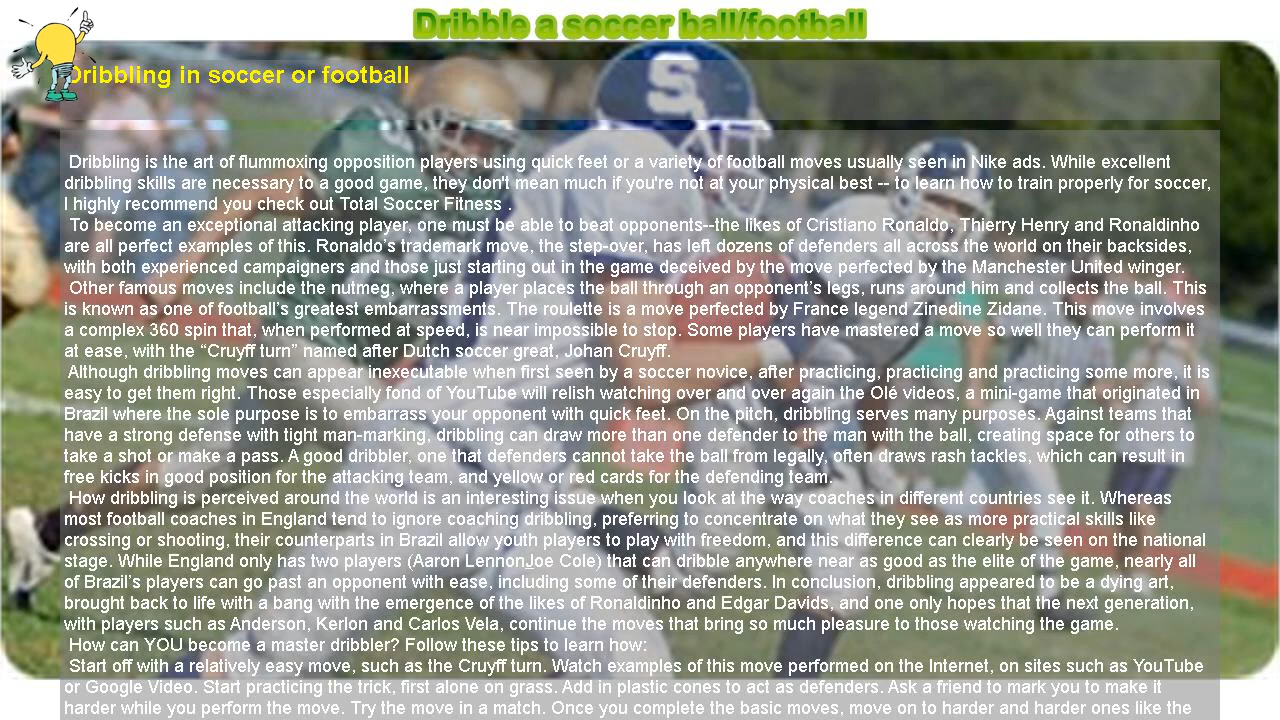 Dribble a soccer ball/football
Dribbling in soccer or football
Dribbling is the art of flummoxing opposition players using quick feet or a variety of football moves usually seen in Nike ads. While excellent
dribbling skills are necessary to a good game, they don't mean much if you're not at your physical best -- to learn how to train properly for soccer,
I highly recommend you check out Total Soccer Fitness .
To become an exceptional attacking player, one must be able to beat opponents--the likes of Cristiano Ronaldo, Thierry Henry and Ronaldinho
are all perfect examples of this. Ronaldo’s trademark move, the step-over, has left dozens of defenders all across the world on their backsides,
with both experienced campaigners and those just starting out in the game deceived by the move perfected by the Manchester United winger.
Other famous moves include the nutmeg, where a player places the ball through an opponent’s legs, runs around him and collects the ball. This
is known as one of football’s greatest embarrassments. The roulette is a move perfected by France legend Zinedine Zidane. This move involves
a complex 360 spin that, when performed at speed, is near impossible to stop. Some players have mastered a move so well they can perform it
at ease, with the “Cruyff turn” named after Dutch soccer great, Johan Cruyff.
Although dribbling moves can appear inexecutable when first seen by a soccer novice, after practicing, practicing and practicing some more, it is
easy to get them right. Those especially fond of YouTube will relish watching over and over again the Olé videos, a mini-game that originated in
Brazil where the sole purpose is to embarrass your opponent with quick feet. On the pitch, dribbling serves many purposes. Against teams that
have a strong defense with tight man-marking, dribbling can draw more than one defender to the man with the ball, creating space for others to
take a shot or make a pass. A good dribbler, one that defenders cannot take the ball from legally, often draws rash tackles, which can result in
free kicks in good position for the attacking team, and yellow or red cards for the defending team.
How dribbling is perceived around the world is an interesting issue when you look at the way coaches in different countries see it. Whereas
most football coaches in England tend to ignore coaching dribbling, preferring to concentrate on what they see as more practical skills like
crossing or shooting, their counterparts in Brazil allow youth players to play with freedom, and this difference can clearly be seen on the national
stage. While England only has two players (Aaron Lennon,Joe Cole) that can dribble anywhere near as good as the elite of the game, nearly all
of Brazil’s players can go past an opponent with ease, including some of their defenders. In conclusion, dribbling appeared to be a dying art,
brought back to life with a bang with the emergence of the likes of Ronaldinho and Edgar Davids, and one only hopes that the next generation,
with players such as Anderson, Kerlon and Carlos Vela, continue the moves that bring so much pleasure to those watching the game.
How can YOU become a master dribbler? Follow these tips to learn how:
Start off with a relatively easy move, such as the Cruyff turn. Watch examples of this move performed on the Internet, on sites such as YouTube
or Google Video. Start practicing the trick, first alone on grass. Add in plastic cones to act as defenders. Ask a friend to mark you to make it
harder while you perform the move. Try the move in a match. Once you complete the basic moves, move on to harder and harder ones like the
S